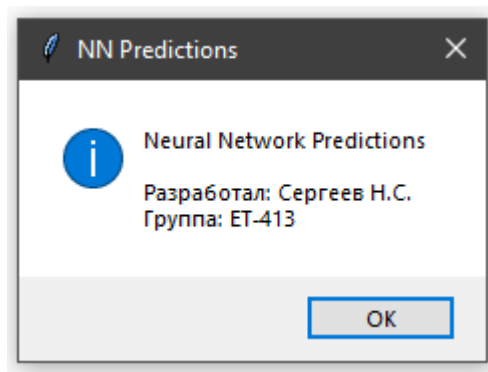 NN Predictions
Neural Network Predictions
Разработал: Сергеев Н.С.
Группа: ЕТ-413
OK